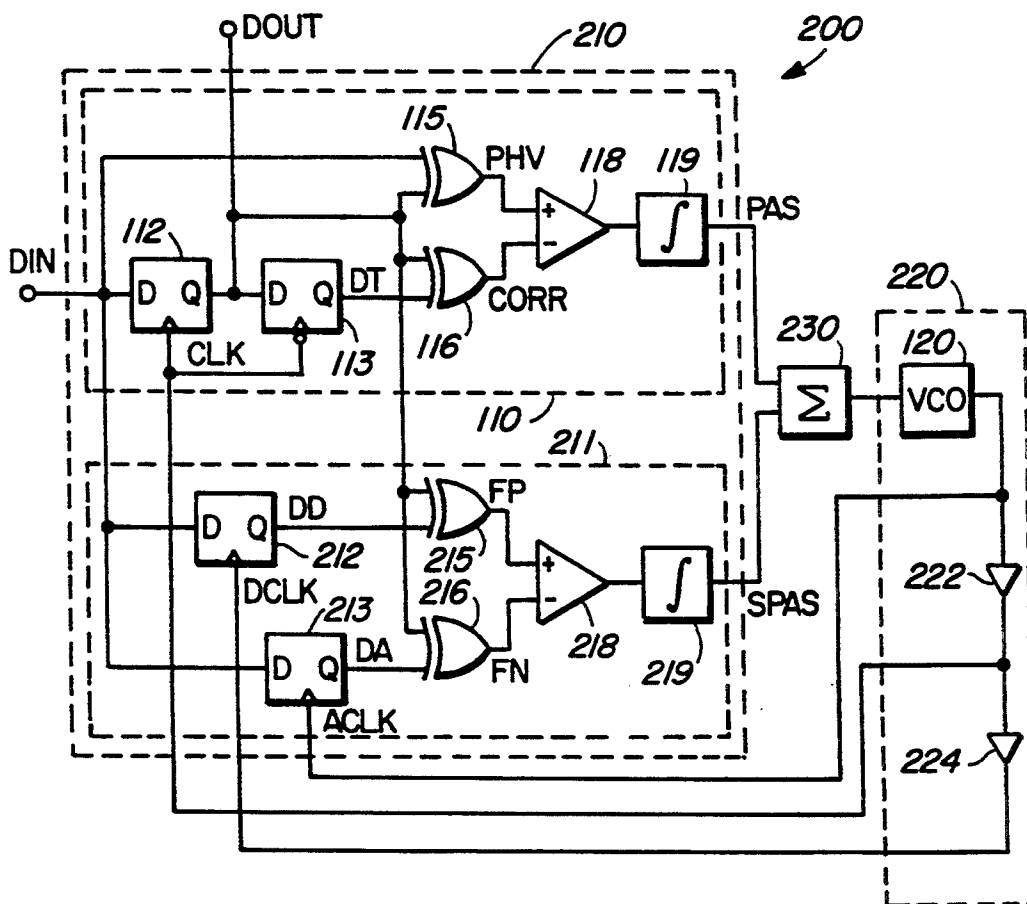 DOUT
210
200
115
PHV
118
119
PAS
112
DIN
D Q
D Q
DT
CORR
+
−
∫
CLK
113
116
110
220
230
120
Σ
VCO
211
D Q
DD
212
DCLK
FP
215
216
+
−
218
∫
219
SPAS
222
213
D Q
DA
FN
ACLK
224